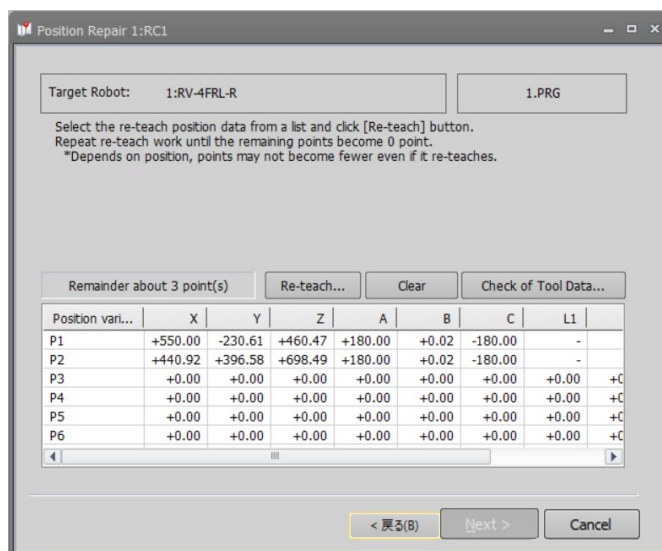 Position Repair 1:RC1
Target Robot: 1:RV-4FRL-R 1.PRG
Select the re-teach position data from a list and click [Re-teach] button.
Repeat re-teach work until the remaining points become 0 point.
*Depends on position, points may not become fewer even if it re-teaches.
Remainder about 3 point(s) Re-teach... Clear Check of Tool Data...
Position vari... X Y Z A B C L1
P1 +550.00 -230.61 +460.47 +180.00 +0.02 -180.00 -
P2 +440.92 +396.58 +698.49 +180.00 +0.02 -180.00 -
P3 +0.00 +0.00 +0.00 +0.00 +0.00 +0.00 +0.00 +0
P4 +0.00 +0.00 +0.00 +0.00 +0.00 +0.00 +0.00 +0
P5 +0.00 +0.00 +0.00 +0.00 +0.00 +0.00 +0.00 +0
P6 +0.00 +0.00 +0.00 +0.00 +0.00 +0.00 +0.00 +0
< 戻る(B) Next > Cancel